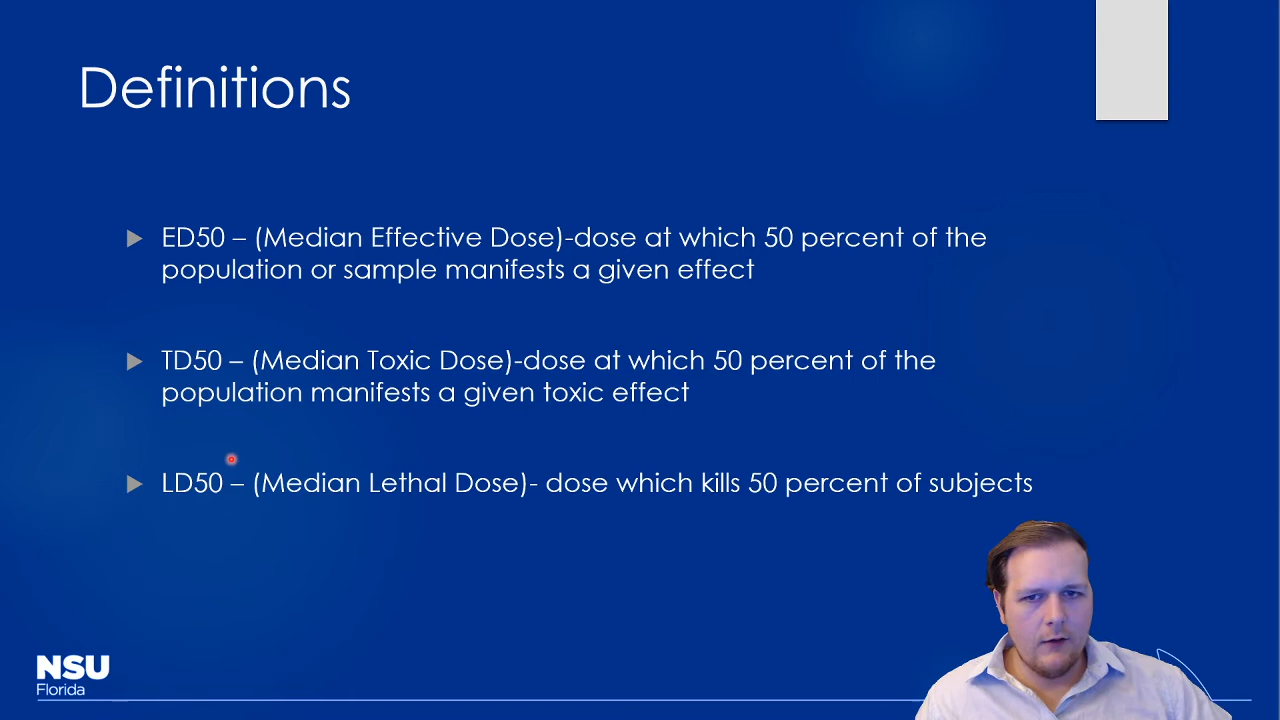 Definitions
ED50 – (Median Effective Dose)-dose at which 50 percent of the
population or sample manifests a given effect
TD50 – (Median Toxic Dose)-dose at which 50 percent of the
population manifests a given toxic effect
LD50 – (Median Lethal Dose)- dose which kills 50 percent of subjects
NSU
Florida